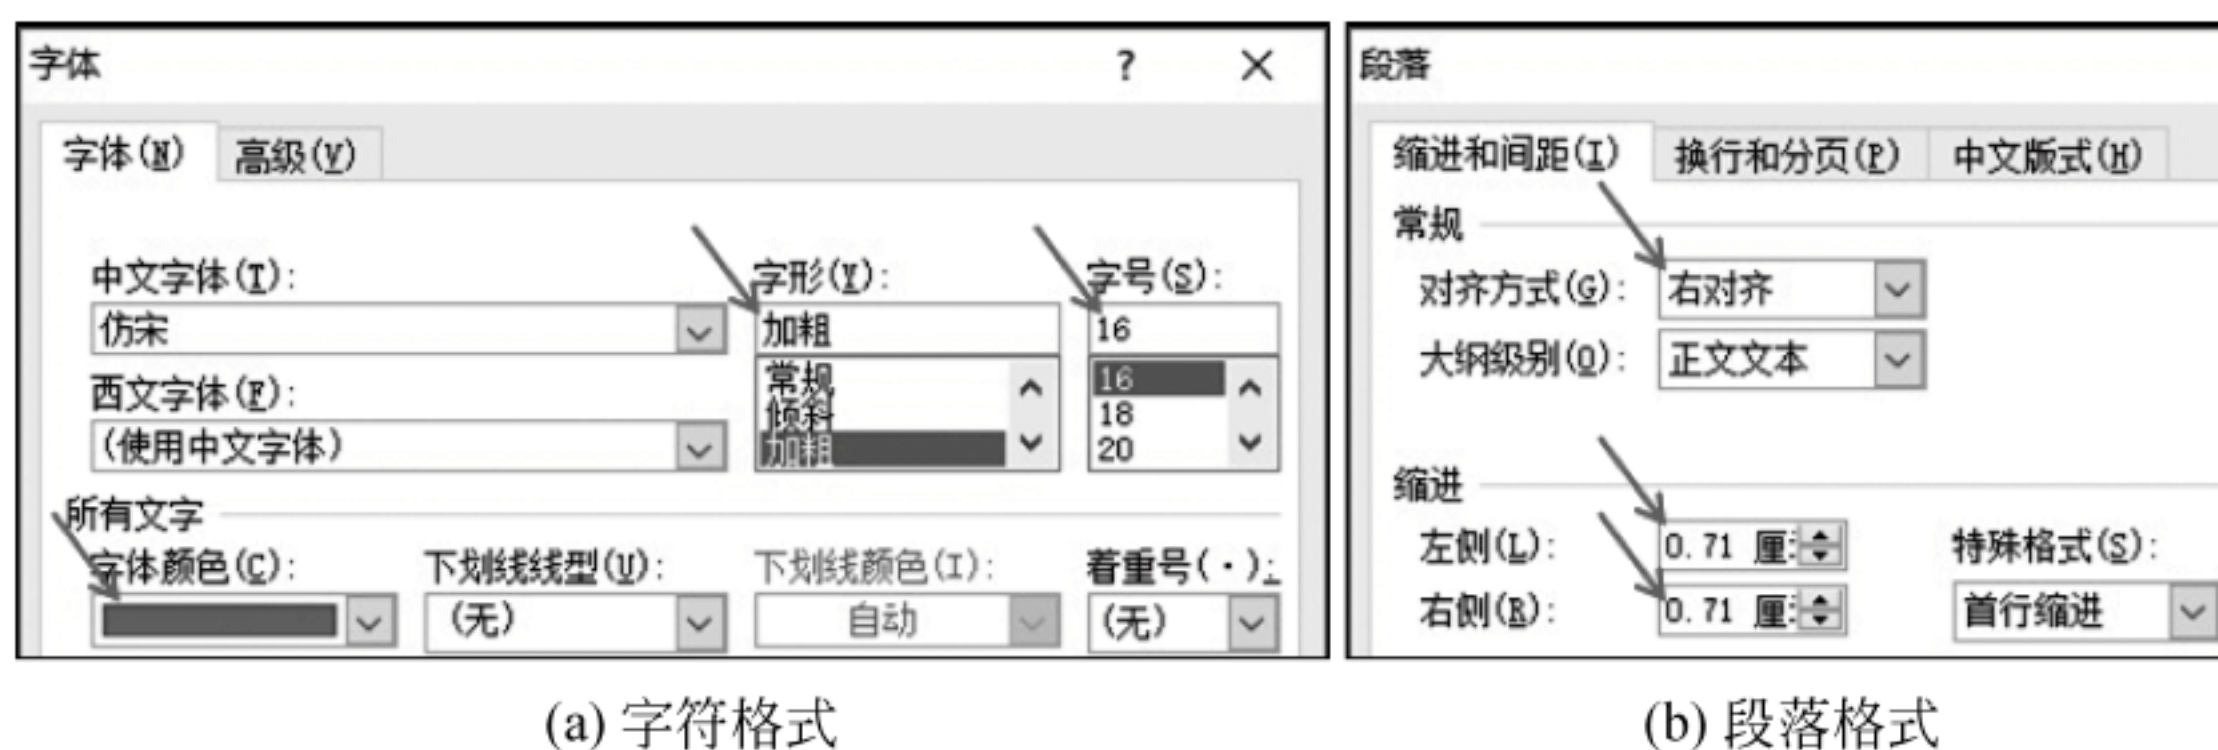 字体 ? ×
字体(N) 高级(V)
中文字体(T): 字形(Y): 字号(S):
仿宋 加粗 16
常规 16
西文字体(F): 倾斜 18
(使用中文字体) 加粗 20
所有文字
字体颜色(C): 下划线线型(U): 下划线颜色(I): 着重号(·):
(无) 自动 (无)
(a) 字符格式
段落
缩进和间距(I) 换行和分页(P) 中文版式(H)
常规
对齐方式(G): 右对齐
大纲级别(O): 正文文本
缩进
左侧(L): 0.71 厘 特殊格式(S):
右侧(R): 0.71 厘 首行缩进
(b) 段落格式